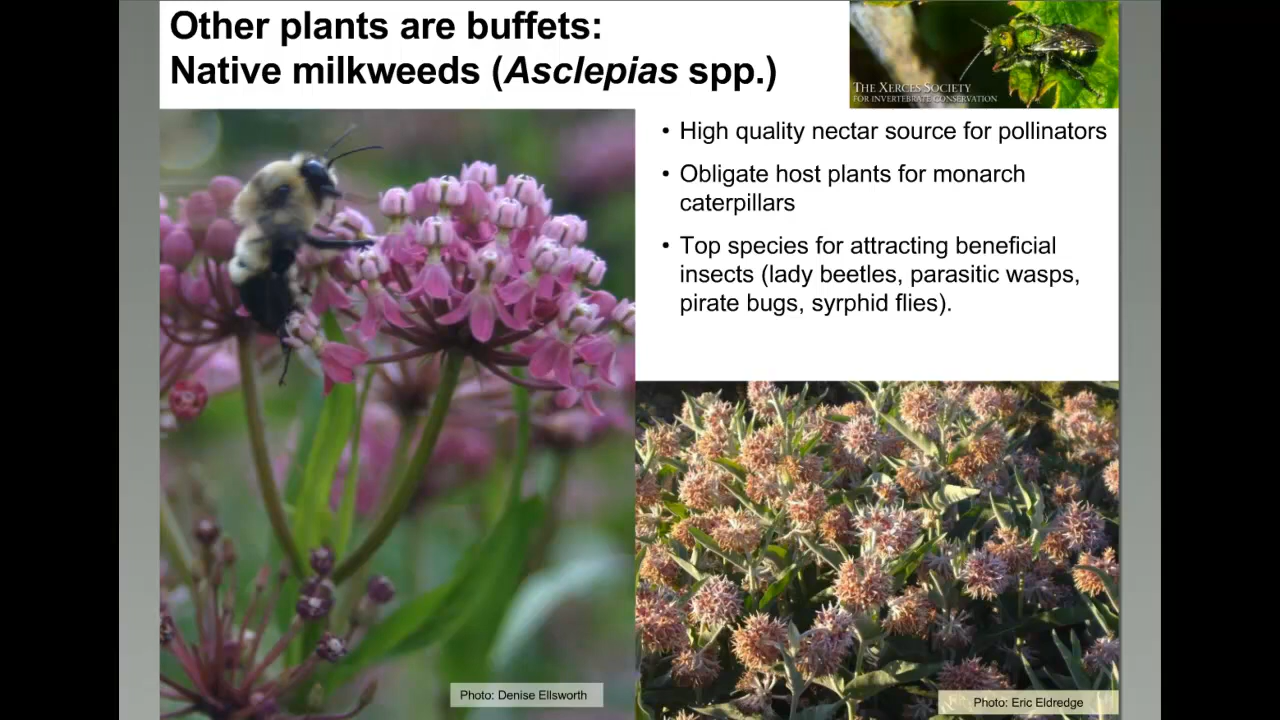 Other plants are buffets:
Native milkweeds (Asclepias spp.)
THE XERCES SOCIETY
FOR INVERTEBRATE CONSERVATION
• High quality nectar source for pollinators
• Obligate host plants for monarch
caterpillars
• Top species for attracting beneficial
insects (lady beetles, parasitic wasps,
pirate bugs, syrphid flies).
Photo: Denise Ellsworth
Photo: Eric Eldredge